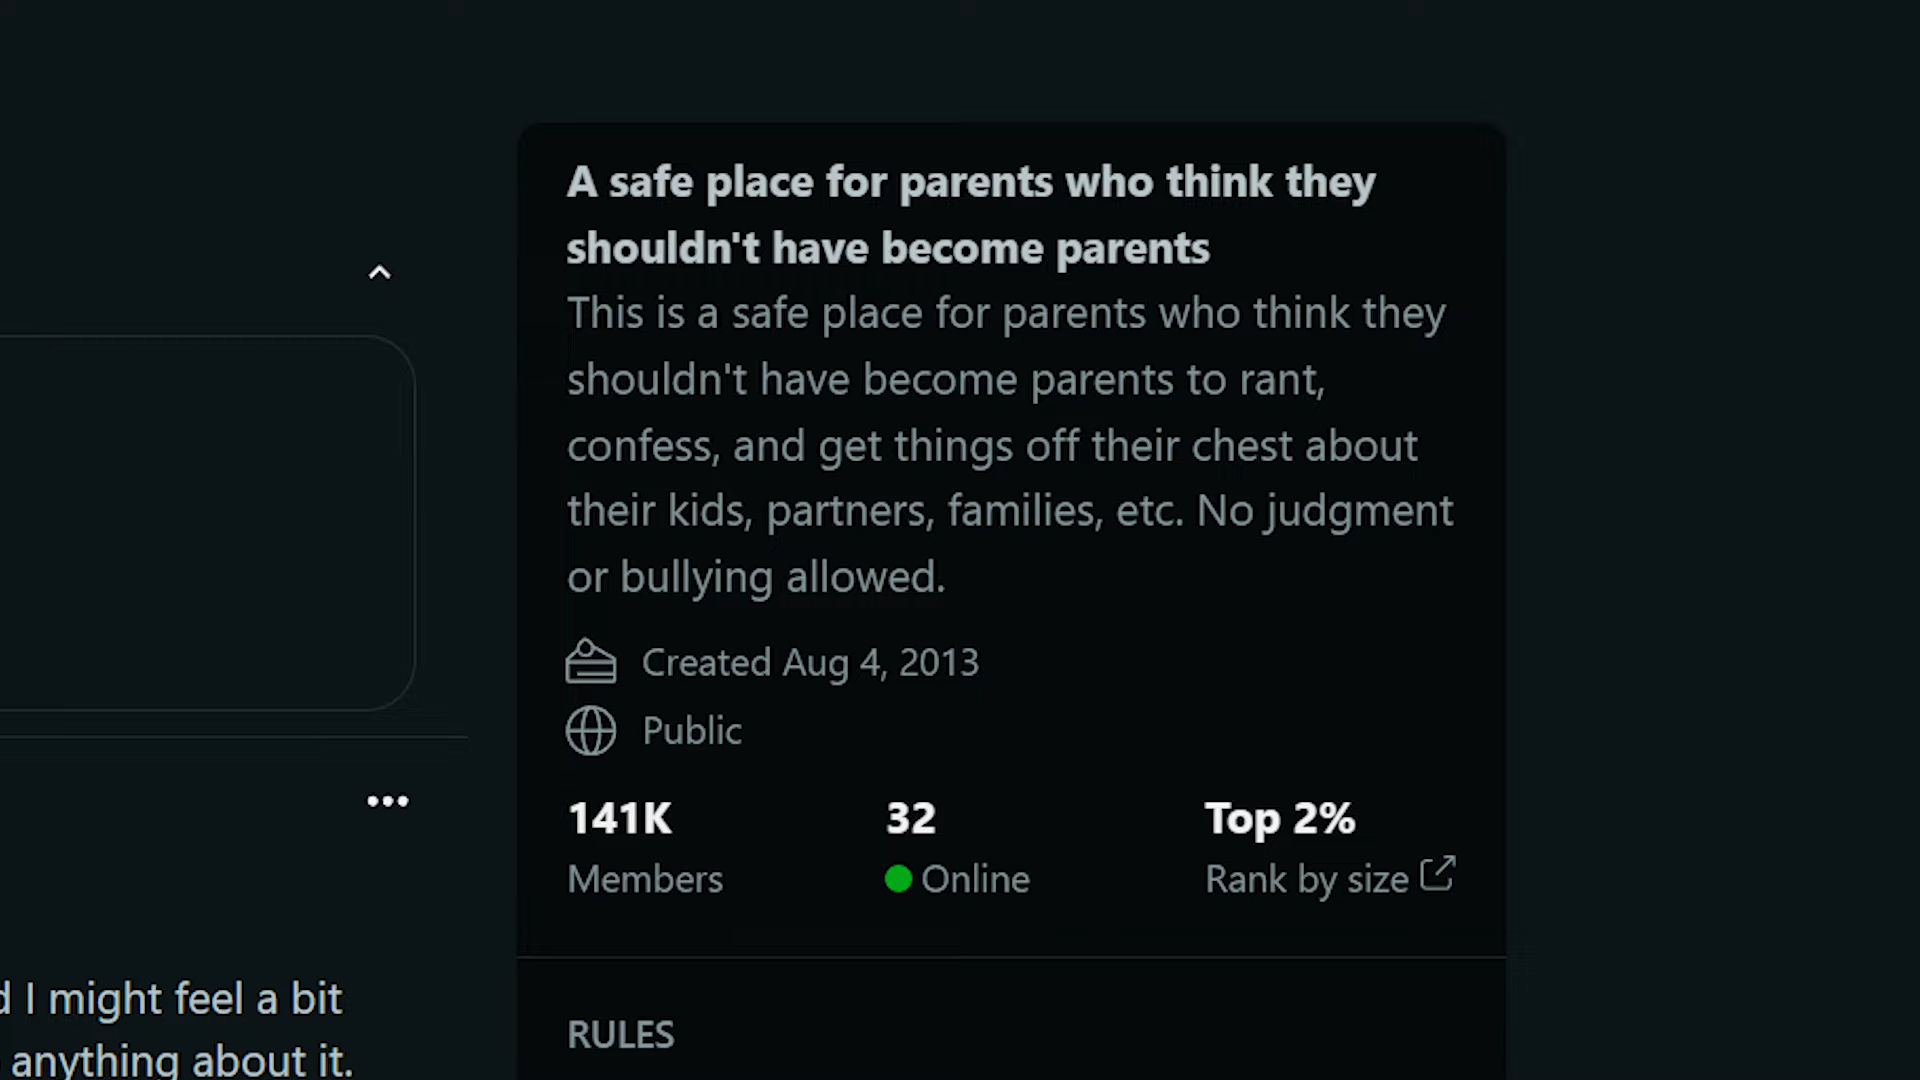 A safe place for parents who think they
shouldn't have become parents
This is a safe place for parents who think they
shouldn't have become parents to rant,
confess, and get things off their chest about
their kids, partners, families, etc. No judgment
or bullying allowed.
Created Aug 4, 2013
Public
141K
Members
32
Online
Top 2%
Rank by size
RULES
I might feel a bit
anything about it.